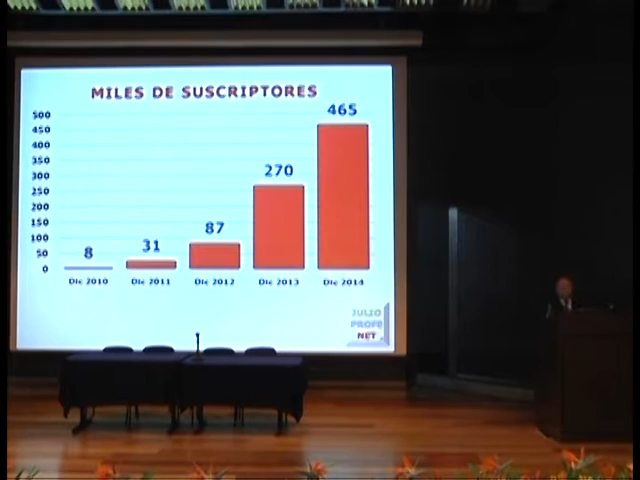 MILES DE SUSCRIPTORES
500
450
400
350
300
250
200
150
100
50
0
8
31
87
270
465
Dic 2010
Dic 2011
Dic 2012
Dic 2013
Dic 2014
JULIO
PROFE
NET